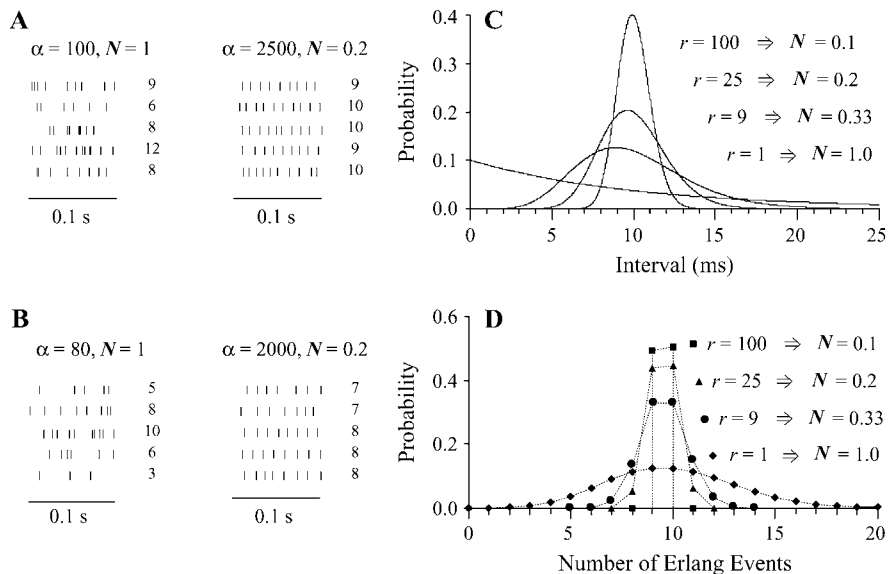 A
α = 100, N = 1
9
6
8
12
8
0.1 s
α = 2500, N = 0.2
9
10
10
9
10
0.1 s
C
Probability
0.4
0.3
0.2
0.1
0.0
r = 100 ⇒ N = 0.1
r = 25 ⇒ N = 0.2
r = 9 ⇒ N = 0.33
r = 1 ⇒ N = 1.0
0 5 10 15 20 25
Interval (ms)
B
α = 80, N = 1
5
8
10
6
3
0.1 s
α = 2000, N = 0.2
7
7
8
8
8
0.1 s
D
Probability
0.6
0.4
0.2
0.0
r = 100 ⇒ N = 0.1
r = 25 ⇒ N = 0.2
r = 9 ⇒ N = 0.33
r = 1 ⇒ N = 1.0
0 5 10 15 20
Number of Erlang Events